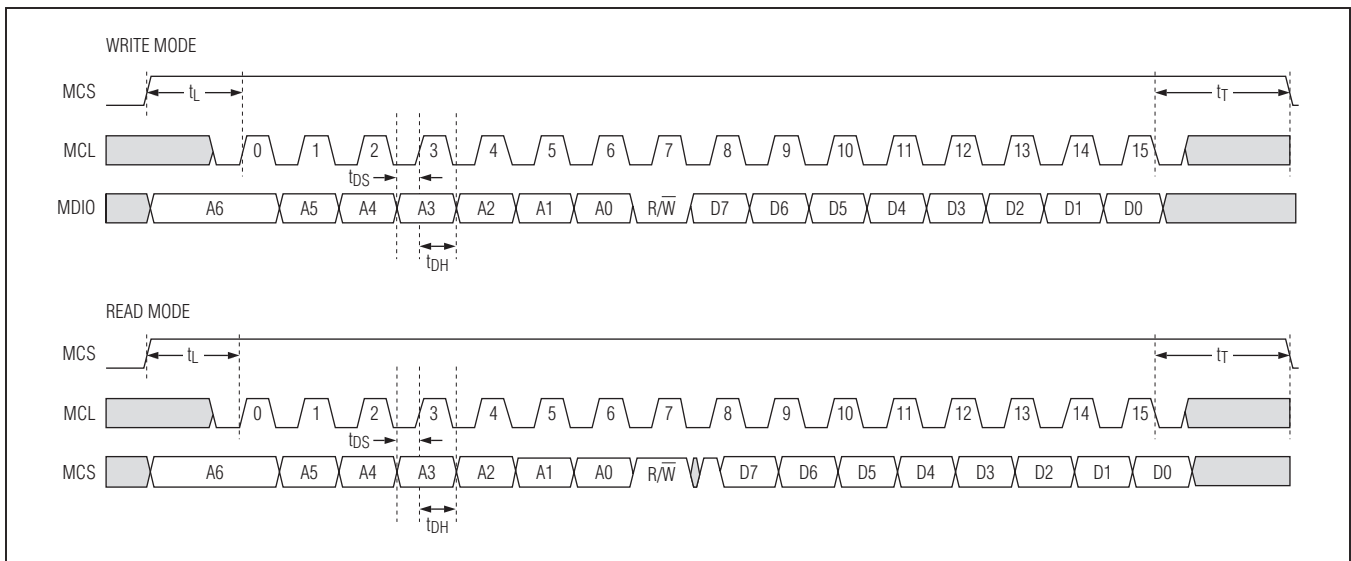 WRITE MODE
MCS tL tT
MCL 0 1 2 3 4 5 6 7 8 9 10 11 12 13 14 15
tDS
MDIO A6 A5 A4 A3 A2 A1 A0 R/W̅ D7 D6 D5 D4 D3 D2 D1 D0
tDH
READ MODE
MCS tL tT
MCL 0 1 2 3 4 5 6 7 8 9 10 11 12 13 14 15
tDS
MCS A6 A5 A4 A3 A2 A1 A0 R/W̅ D7 D6 D5 D4 D3 D2 D1 D0
tDH